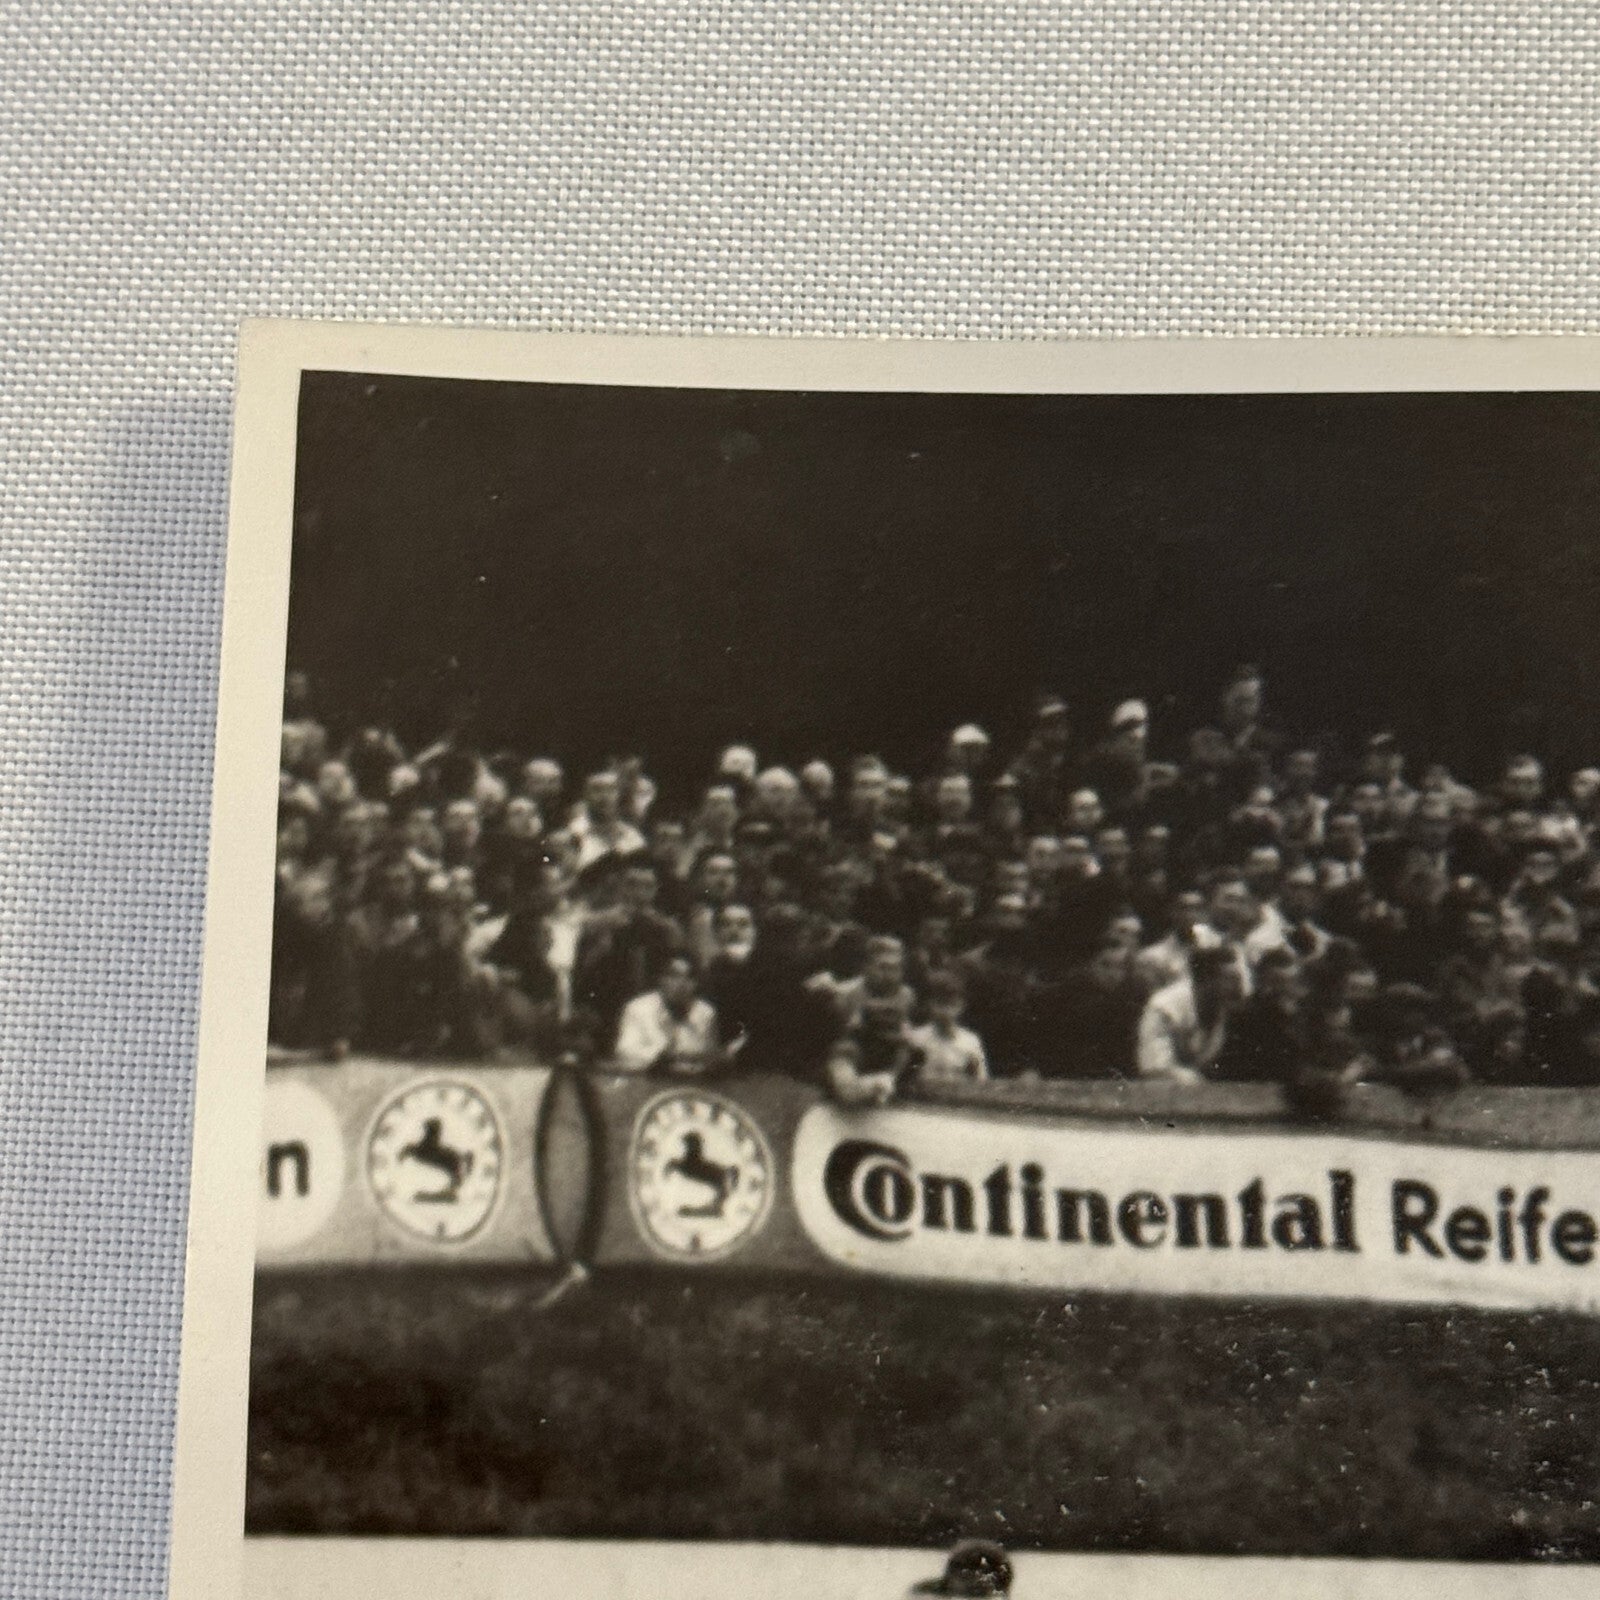 n
Continental Reife